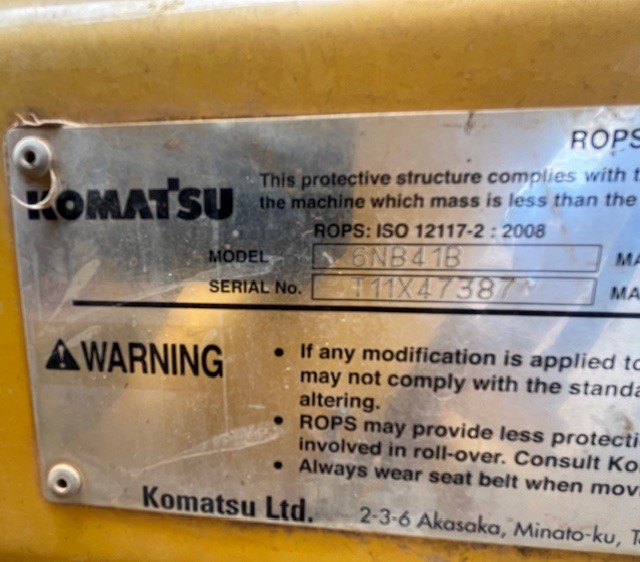 ROPS
KOMATSU
This protective structure complies with t
the machine which mass is less than the
ROPS: ISO 12117-2 : 2008
MODEL 6NB41B MA
SERIAL No. T11X47387 MA
WARNING
• If any modification is applied to
may not comply with the standa
altering.
• ROPS may provide less protecti
involved in roll-over. Consult Ko
• Always wear seat belt when mov
Komatsu Ltd. 2-3-6 Akasaka, Minato-ku, T